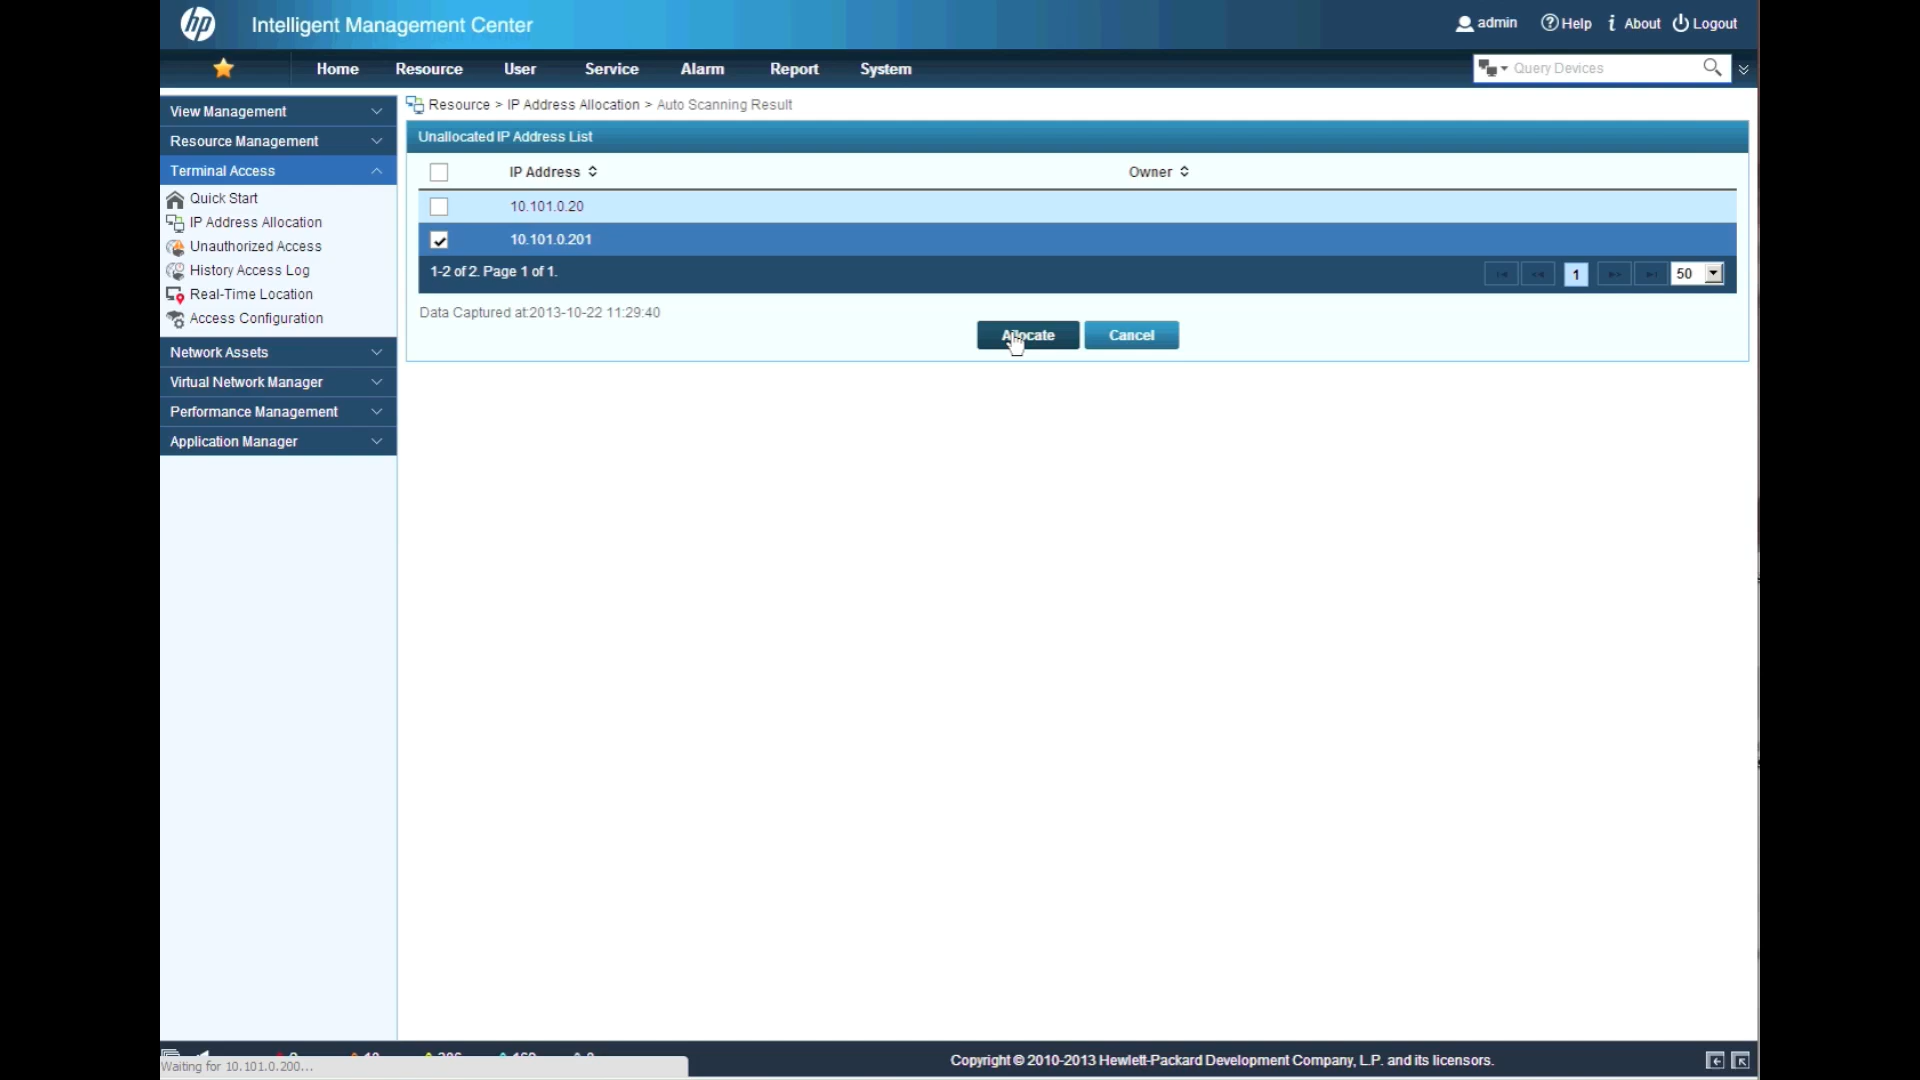 hp Intelligent Management Center
admin Help i About Logout
Home Resource User Service Alarm Report System
Query Devices
View Management
Resource Management
Terminal Access
Quick Start
IP Address Allocation
Unauthorized Access
History Access Log
Real-Time Location
Access Configuration
Network Assets
Virtual Network Manager
Performance Management
Application Manager
Resource > IP Address Allocation > Auto Scanning Result
Unallocated IP Address List
IP Address Owner
10.101.0.20
10.101.0.201
1-2 of 2. Page 1 of 1.
1 50
Data Captured at:2013-10-22 11:29:40
Allocate Cancel
Waiting for 10.101.0.200...
Copyright © 2010-2013 Hewlett-Packard Development Company, L.P. and its licensors.